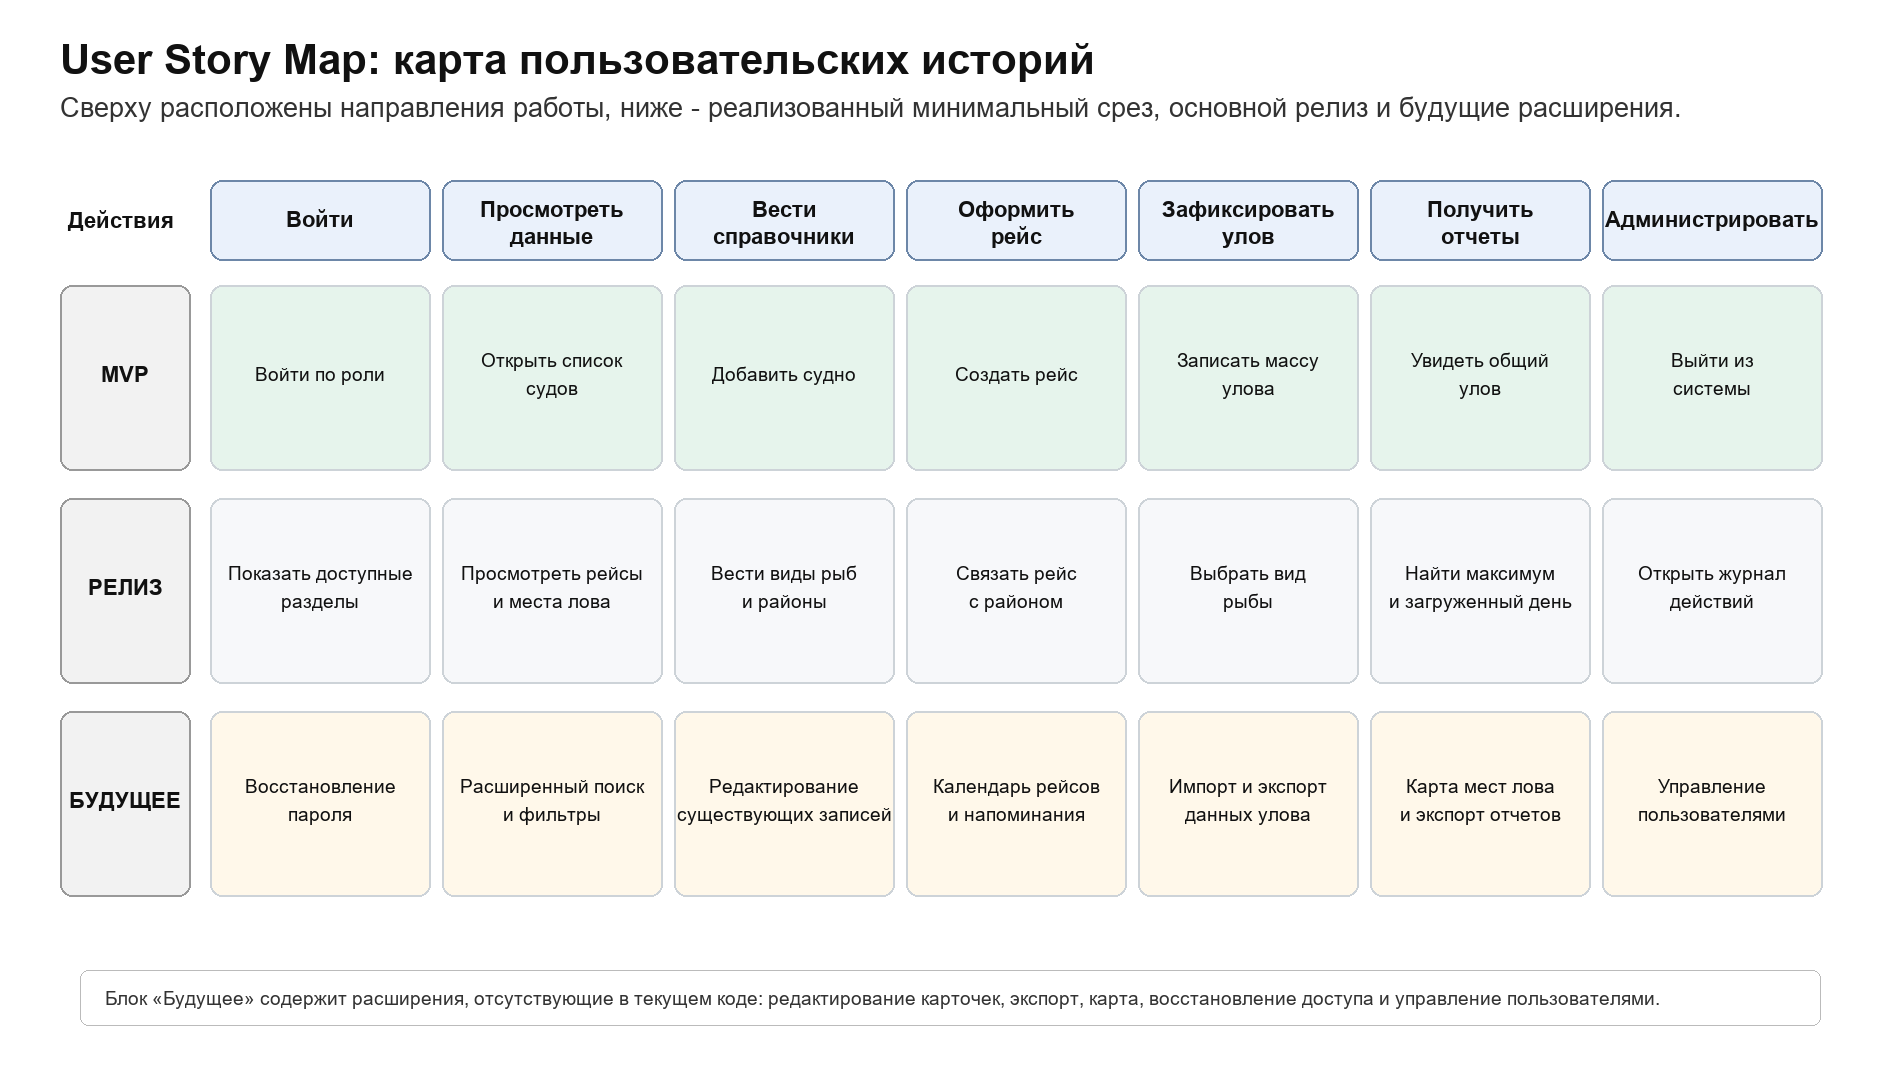 User Story Map: карта пользовательских историй
Сверху расположены направления работы, ниже - реализованный минимальный срез, основной релиз и будущие расширения.
Действия
Войти
Просмотреть
данные
Вести
справочники
Оформить
рейс
Зафиксировать
улов
Получить
отчеты
Администрировать
MVP
Войти по роли
Открыть список
судов
Добавить судно
Создать рейс
Записать массу
улова
Увидеть общий
улов
Выйти из
системы
РЕЛИЗ
Показать доступные
разделы
Просмотреть рейсы
и места лова
Вести виды рыб
и районы
Связать рейс
с районом
Выбрать вид
рыбы
Найти максимум
и загруженный день
Открыть журнал
действий
БУДУЩЕЕ
Восстановление
пароля
Расширенный поиск
и фильтры
Редактирование
существующих записей
Календарь рейсов
и напоминания
Импорт и экспорт
данных улова
Карта мест лова
и экспорт отчетов
Управление
пользователями
Блок «Будущее» содержит расширения, отсутствующие в текущем коде: редактирование карточек, экспорт, карта, восстановление доступа и управление пользователями.